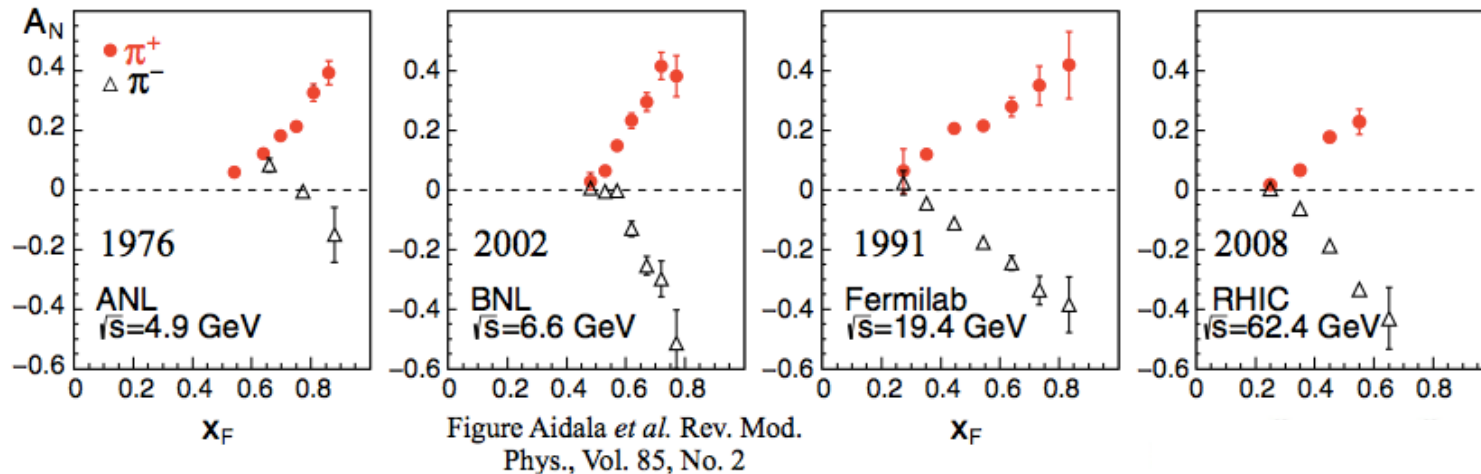 A_N
π+
π−
0.4
0.2
0
−0.2
−0.4
−0.6
1976
ANL
√s=4.9 GeV
0 0.2 0.4 0.6 0.8
x_F
0.4
0.2
0
−0.2
−0.4
−0.6
2002
BNL
√s=6.6 GeV
0 0.2 0.4 0.6 0.8
0.4
0.2
0
−0.2
−0.4
−0.6
1991
Fermilab
√s=19.4 GeV
0 0.2 0.4 0.6 0.8
x_F
0.4
0.2
0
−0.2
−0.4
−0.6
2008
RHIC
√s=62.4 GeV
0 0.2 0.4 0.6 0.8
Figure Aidala et al. Rev. Mod.
Phys., Vol. 85, No. 2